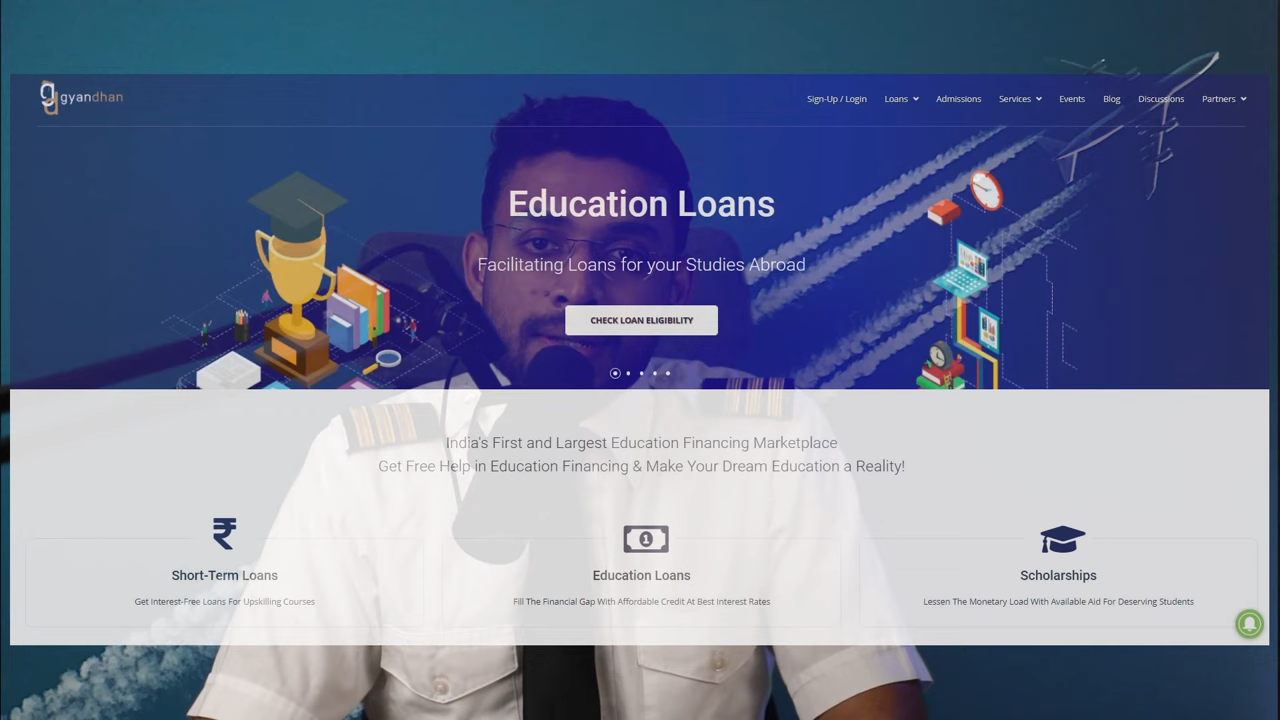 gyandhan
Sign-Up / Login Loans Admissions Services Events Blog Discussions Partners
Education Loans
Facilitating Loans for your Studies Abroad
CHECK LOAN ELIGIBILITY
India's First and Largest Education Financing Marketplace
Get Free Help in Education Financing & Make Your Dream Education a Reality!
Short-Term Loans
Get Interest-Free Loans For Upskilling Courses
Education Loans
Fill The Financial Gap With Affordable Credit At Best Interest Rates
Scholarships
Lessen The Monetary Load With Available Aid For Deserving Students